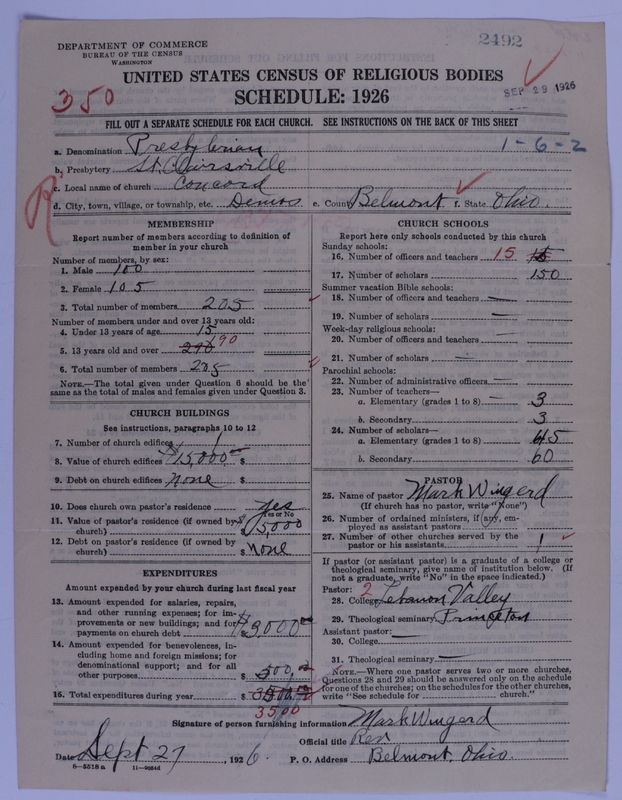 DEPARTMENT OF COMMERCE
BUREAU OF THE CENSUS
WASHINGTON
2492
UNITED STATES CENSUS OF RELIGIOUS BODIES
SCHEDULE: 1926
SEP 29 1926
350
FILL OUT A SEPARATE SCHEDULE FOR EACH CHURCH. SEE INSTRUCTIONS ON THE BACK OF THIS SHEET
a. Denomination Presbyterian 1-6-2
b. Presbytery St. Clairsville
c. Local name of church Concord
R
d. City, town, village, or township, etc. Demos e. County Belmont f. State Ohio.
MEMBERSHIP
Report number of members according to definition of
member in your church
Number of members, by sex:
1. Male 100
2. Female 105
3. Total number of members 205
Number of members under and over 13 years old:
4. Under 13 years of age 15
5. 13 years old and over 190
6. Total number of members 205
NOTE.—The total given under Question 6 should be the
same as the total of males and females given under Question 3.
CHURCH BUILDINGS
See instructions, paragraphs 10 to 12
7. Number of church edifices 1
8. Value of church edifices $15,000.00 $
9. Debt on church edifices none $
10. Does church own pastor's residence yes
Yes or No
11. Value of pastor's residence (if owned by
church) $ $5,000
12. Debt on pastor's residence (if owned by
church) $ none
EXPENDITURES
Amount expended by your church during last fiscal year
13. Amount expended for salaries, repairs,
and other running expenses; for im-
provements or new buildings; and for
payments on church debt $3,000.00
14. Amount expended for benevolences, in-
cluding home and foreign missions; for
denominational support; and for all
other purposes $ 500.00
15. Total expenditures during year $
3500
CHURCH SCHOOLS
Report here only schools conducted by this church
Sunday schools:
16. Number of officers and teachers 15
17. Number of scholars 150
Summer vacation Bible schools:
18. Number of officers and teachers —
19. Number of scholars —
Week-day religious schools:
20. Number of officers and teachers —
21. Number of scholars —
Parochial schools:
22. Number of administrative officers —
23. Number of teachers—
a. Elementary (grades 1 to 8) — 3
b. Secondary 3
24. Number of scholars—
a. Elementary (grades 1 to 8) 45
b. Secondary 60
PASTOR
25. Name of pastor Mark Wingerd
(If church has no pastor, write "None")
26. Number of ordained ministers, if any, em-
ployed as assistant pastors
27. Number of other churches served by the
pastor or his assistants 1
If pastor (or assistant pastor) is a graduate of a college or
theological seminary, give name of institution below. (If
not a graduate, write "No" in the space indicated.)
Pastor: 2
28. College Lebanon Valley
29. Theological seminary Princeton
Assistant pastor: —
30. College
31. Theological seminary —
NOTE.—Where one pastor serves two or more churches,
Questions 28 and 29 should be answered only on the schedule
for one of the churches; on the schedules for the other churches,
write "See schedule for church."
Signature of person furnishing information Mark Wingerd
Official title Rev
Date Sept 27, 1926. P. O. Address Belmont, Ohio.
8—5518a